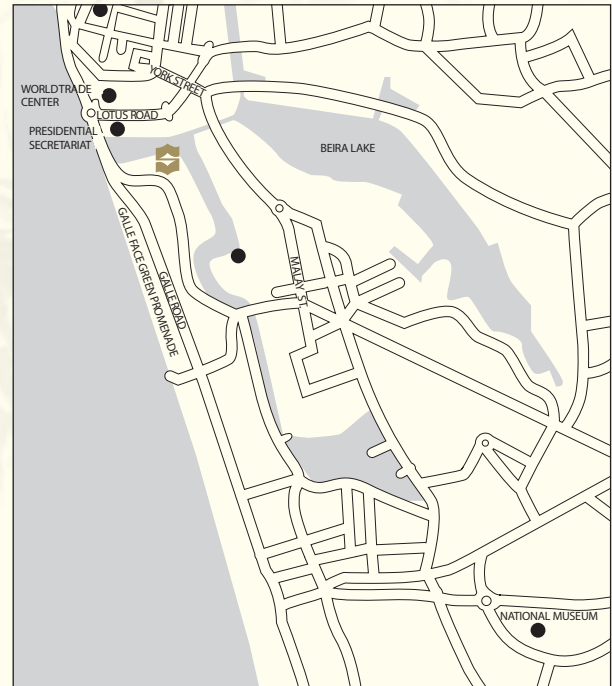 YORK STREET
WORLDTRADE
CENTER
LOTUS ROAD
PRESIDENTIAL
SECRETARIAT
BEIRA LAKE
GALLE FACE GREEN PROMENADE
GALLE ROAD
MALAY ST.
NATIONAL MUSEUM